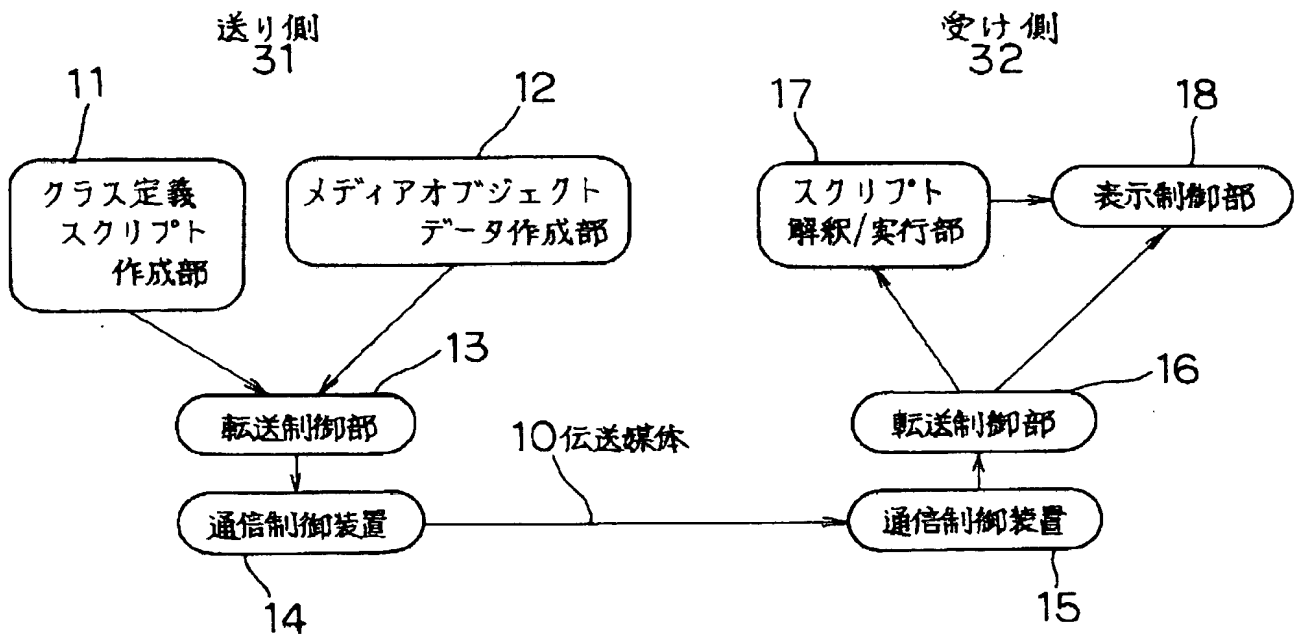 送り側
31
受け側
32
11
12
17
18
クラス定義
スクリプト
作成部
メディアオブジェクト
データ作成部
スクリプト
解釈/実行部
表示制御部
13
16
転送制御部
転送制御部
10伝送媒体
通信制御装置
通信制御装置
14
15